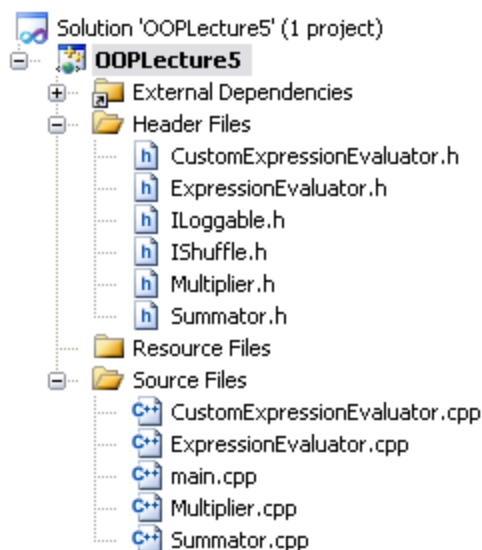 Solution 'OOPLecture5' (1 project)
OOPLecture5
External Dependencies
Header Files
CustomExpressionEvaluator.h
ExpressionEvaluator.h
ILoggable.h
IShuffle.h
Multiplier.h
Summator.h
Resource Files
Source Files
CustomExpressionEvaluator.cpp
ExpressionEvaluator.cpp
main.cpp
Multiplier.cpp
Summator.cpp